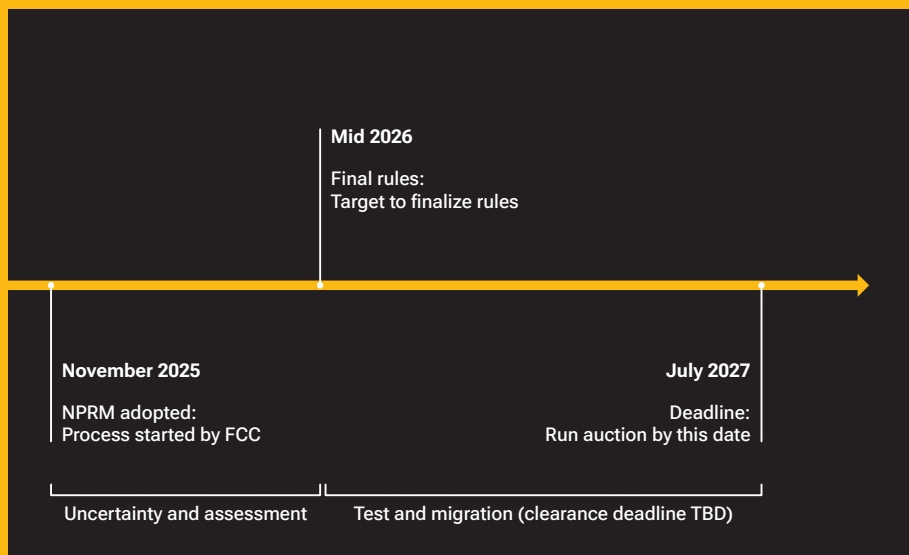 Mid 2026
Final rules:
Target to finalize rules
November 2025
NPRM adopted:
Process started by FCC
July 2027
Deadline:
Run auction by this date
Uncertainty and assessment
Test and migration (clearance deadline TBD)